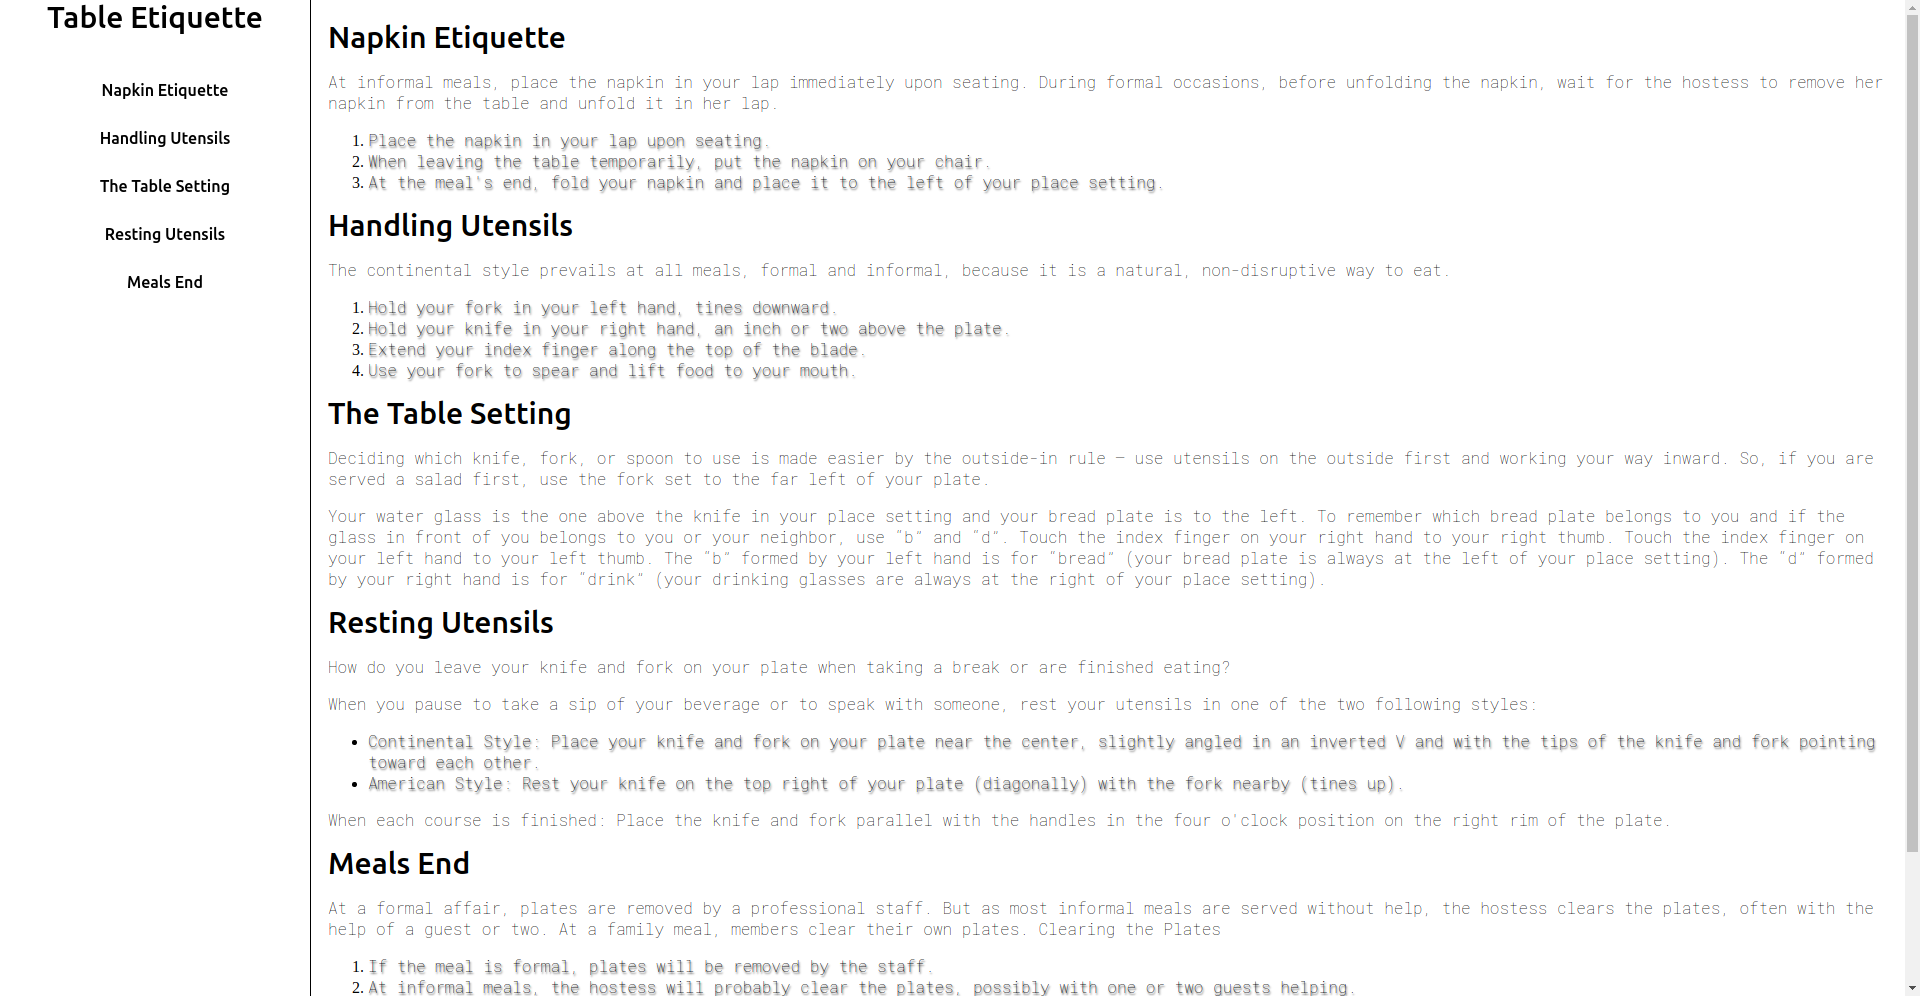 Table Etiquette
Napkin Etiquette
Handling Utensils
The Table Setting
Resting Utensils
Meals End
Napkin Etiquette
At informal meals, place the napkin in your lap immediately upon seating. During formal occasions, before unfolding the napkin, wait for the hostess to remove her
napkin from the table and unfold it in her lap.
1. Place the napkin in your lap upon seating.
2. When leaving the table temporarily, put the napkin on your chair.
3. At the meal's end, fold your napkin and place it to the left of your place setting.
Handling Utensils
The continental style prevails at all meals, formal and informal, because it is a natural, non-disruptive way to eat.
1. Hold your fork in your left hand, tines downward.
2. Hold your knife in your right hand, an inch or two above the plate.
3. Extend your index finger along the top of the blade.
4. Use your fork to spear and lift food to your mouth.
The Table Setting
Deciding which knife, fork, or spoon to use is made easier by the outside-in rule – use utensils on the outside first and working your way inward. So, if you are
served a salad first, use the fork set to the far left of your plate.
Your water glass is the one above the knife in your place setting and your bread plate is to the left. To remember which bread plate belongs to you and if the
glass in front of you belongs to you or your neighbor, use “b” and “d”. Touch the index finger on your right hand to your right thumb. Touch the index finger on
your left hand to your left thumb. The “b” formed by your left hand is for “bread” (your bread plate is always at the left of your place setting). The “d” formed
by your right hand is for “drink” (your drinking glasses are always at the right of your place setting).
Resting Utensils
How do you leave your knife and fork on your plate when taking a break or are finished eating?
When you pause to take a sip of your beverage or to speak with someone, rest your utensils in one of the two following styles:
• Continental Style: Place your knife and fork on your plate near the center, slightly angled in an inverted V and with the tips of the knife and fork pointing
toward each other.
• American Style: Rest your knife on the top right of your plate (diagonally) with the fork nearby (tines up).
When each course is finished: Place the knife and fork parallel with the handles in the four o'clock position on the right rim of the plate.
Meals End
At a formal affair, plates are removed by a professional staff. But as most informal meals are served without help, the hostess clears the plates, often with the
help of a guest or two. At a family meal, members clear their own plates. Clearing the Plates
1. If the meal is formal, plates will be removed by the staff.
2. At informal meals, the hostess will probably clear the plates, possibly with one or two guests helping.